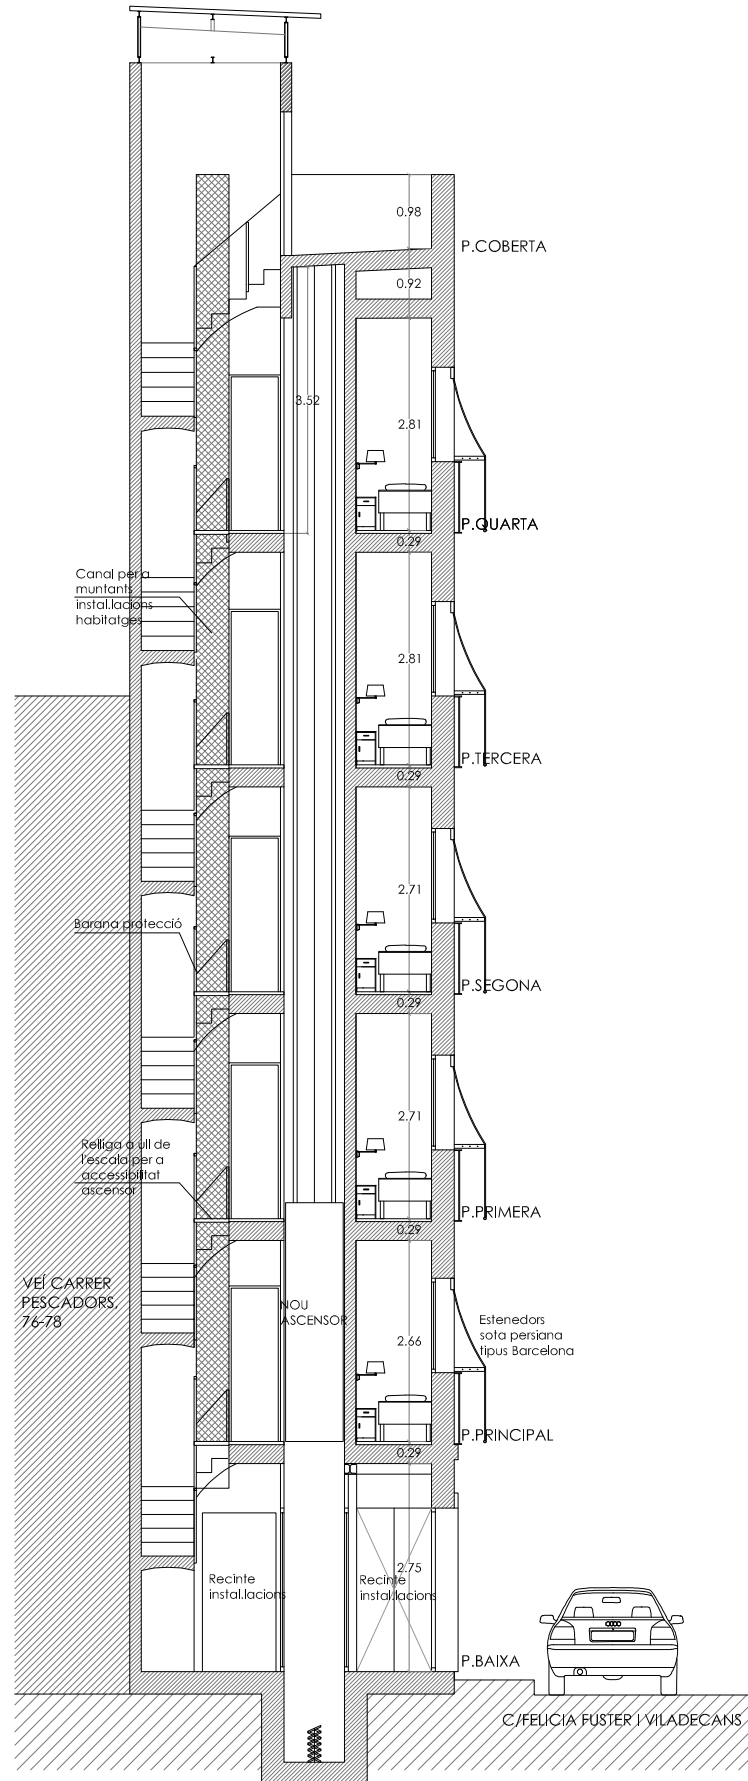 0.98
P.COBERTA
0.92
3.52
2.81
P.QUARTA
0.29
Canal per a
muntants
instal.lacions
habitatges
2.81
P.TERCERA
0.29
2.71
Barana protecció
P.SEGONA
0.29
2.71
Relliga a ull de
l'escala per a
accessibilitat
ascensor
P.PRIMERA
0.29
VEÍ CARRER
PESCADORS,
76-78
NOU
ASCENSOR
2.66
Estenedors
sota persiana
tipus Barcelona
P.PRINCIPAL
0.29
2.75
Recinte
instal.lacions
Recinte
instal.lacions
P.BAIXA
C/FELICIA FUSTER I VILADECANS